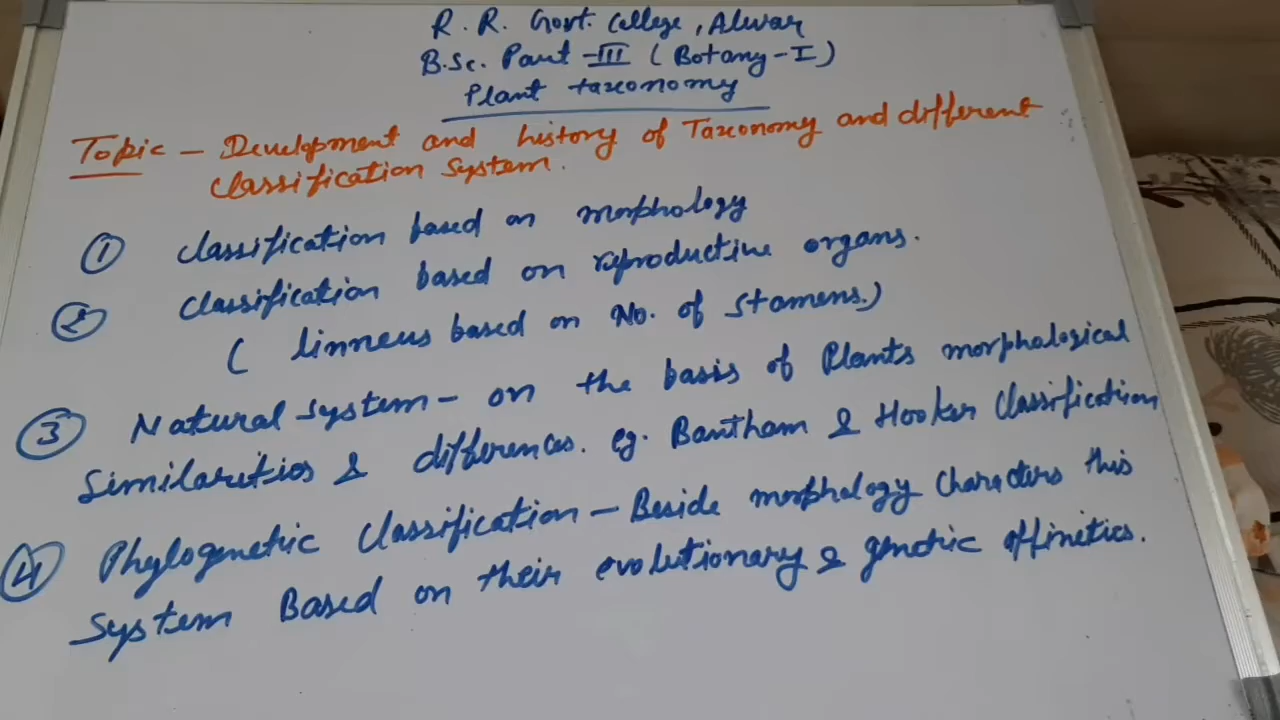 R. R. Govt. College, Alwar
B.Sc. Part-III (Botany-I)
Plant taxonomy
Topic - Development and history of Taxonomy and different
Classification System.
① Classification based on morphology
② Classification based on reproductive organs.
( linneus based on No. of Stamens.)
③ Natural System - on the basis of Plants morphological
Similarities & differences. eg. Bantham & Hooker Classification
④ Phylogenetic Classification - Beside morphology Characters this
System Based on their evolutionary & genetic affinities.